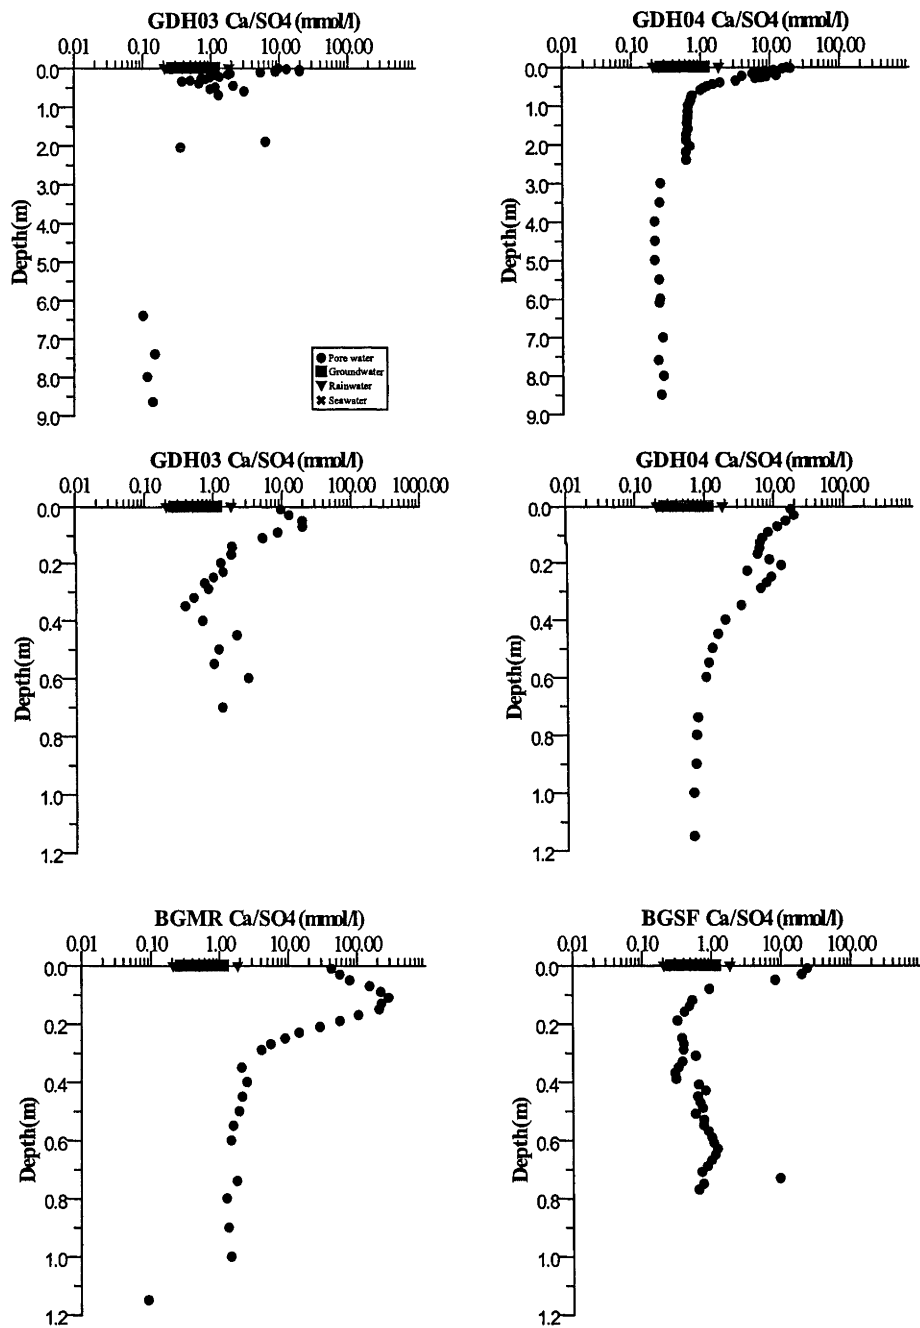 GDH03 Ca/SO4 (mmol/l)
0.01 0.10 1.00 10.00 100.00
Depth(m)
0.0
1.0
2.0
3.0
4.0
5.0
6.0
7.0
8.0
9.0
Pore water
Groundwater
Rainwater
Seawater
GDH04 Ca/SO4 (mmol/l)
0.01 0.10 1.00 10.00 100.00
Depth(m)
0.0
1.0
2.0
3.0
4.0
5.0
6.0
7.0
8.0
9.0
GDH03 Ca/SO4 (mmol/l)
0.01 0.10 1.00 10.00 100.00 1000.00
Depth(m)
0.0
0.2
0.4
0.6
0.8
1.0
1.2
GDH04 Ca/SO4 (mmol/l)
0.01 0.10 1.00 10.00 100.00
Depth(m)
0.0
0.2
0.4
0.6
0.8
1.0
1.2
BGMR Ca/SO4 (mmol/l)
0.01 0.10 1.00 10.00 100.00
Depth(m)
0.0
0.2
0.4
0.6
0.8
1.0
1.2
BGSF Ca/SO4 (mmol/l)
0.01 0.10 1.00 10.00 100.00
Depth(m)
0.0
0.2
0.4
0.6
0.8
1.0
1.2